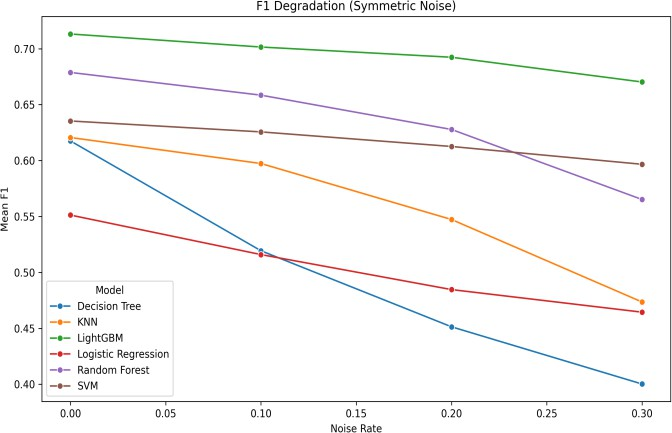 F1 Degradation (Symmetric Noise)
0.70
0.65
0.60
0.55
0.50
0.45
0.40
Mean F1
Model
Decision Tree
KNN
LightGBM
Logistic Regression
Random Forest
SVM
0.00 0.05 0.10 0.15 0.20 0.25 0.30
Noise Rate